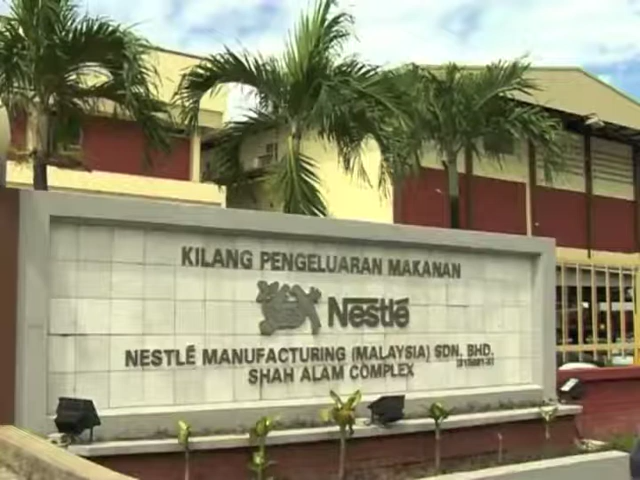 KILANG PENGELUARAN MAKANAN
Nestlé
NESTLÉ MANUFACTURING (MALAYSIA) SDN. BHD.
SHAH ALAM COMPLEX